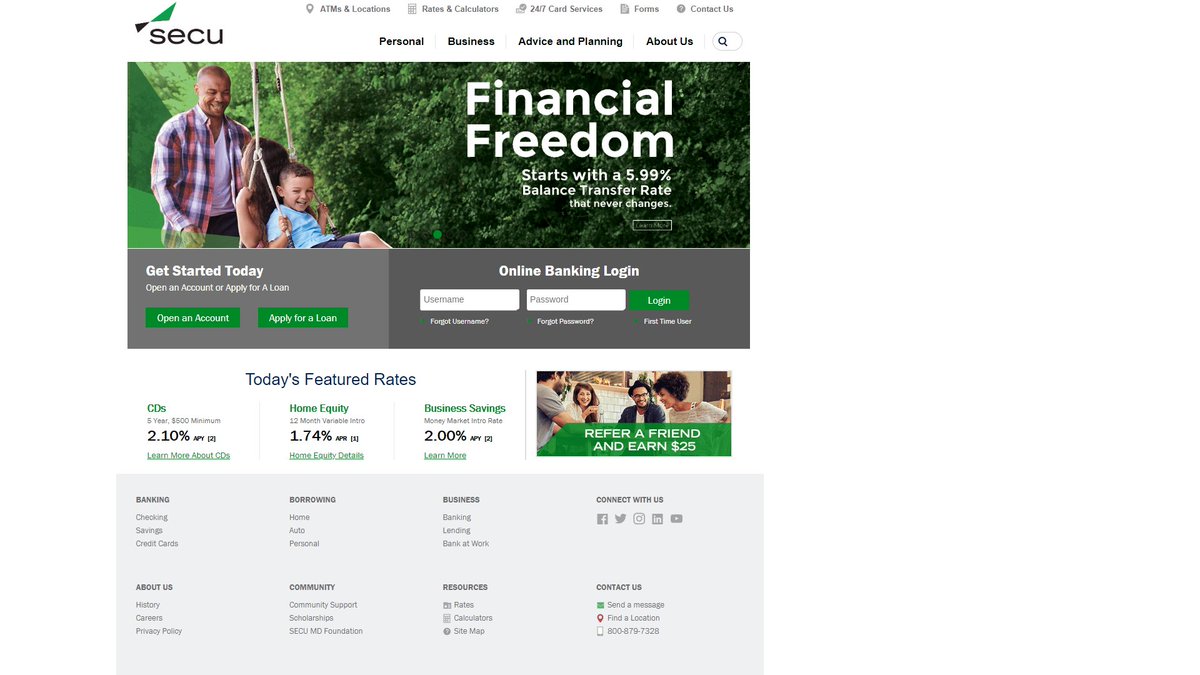 secu
ATMs & Locations
Rates & Calculators
24/7 Card Services
Forms
Contact Us
Personal
Business
Advice and Planning
About Us
Financial
Freedom
Starts with a 5.99%
Balance Transfer Rate
that never changes.
Learn More
Get Started Today
Open an Account or Apply for A Loan
Open an Account
Apply for a Loan
Online Banking Login
Username
Password
Login
Forgot Username?
Forgot Password?
First Time User
Today's Featured Rates
CDs
5 Year, $500 Minimum
2.10% APY [2]
Learn More About CDs
Home Equity
12 Month Variable Intro
1.74% APR [1]
Home Equity Details
Business Savings
Money Market Intro Rate
2.00% APY [2]
Learn More
REFER A FRIEND
AND EARN $25
BANKING
Checking
Savings
Credit Cards
BORROWING
Home
Auto
Personal
BUSINESS
Banking
Lending
Bank at Work
CONNECT WITH US
ABOUT US
History
Careers
Privacy Policy
COMMUNITY
Community Support
Scholarships
SECU MD Foundation
RESOURCES
Rates
Calculators
Site Map
CONTACT US
Send a message
Find a Location
800-879-7328